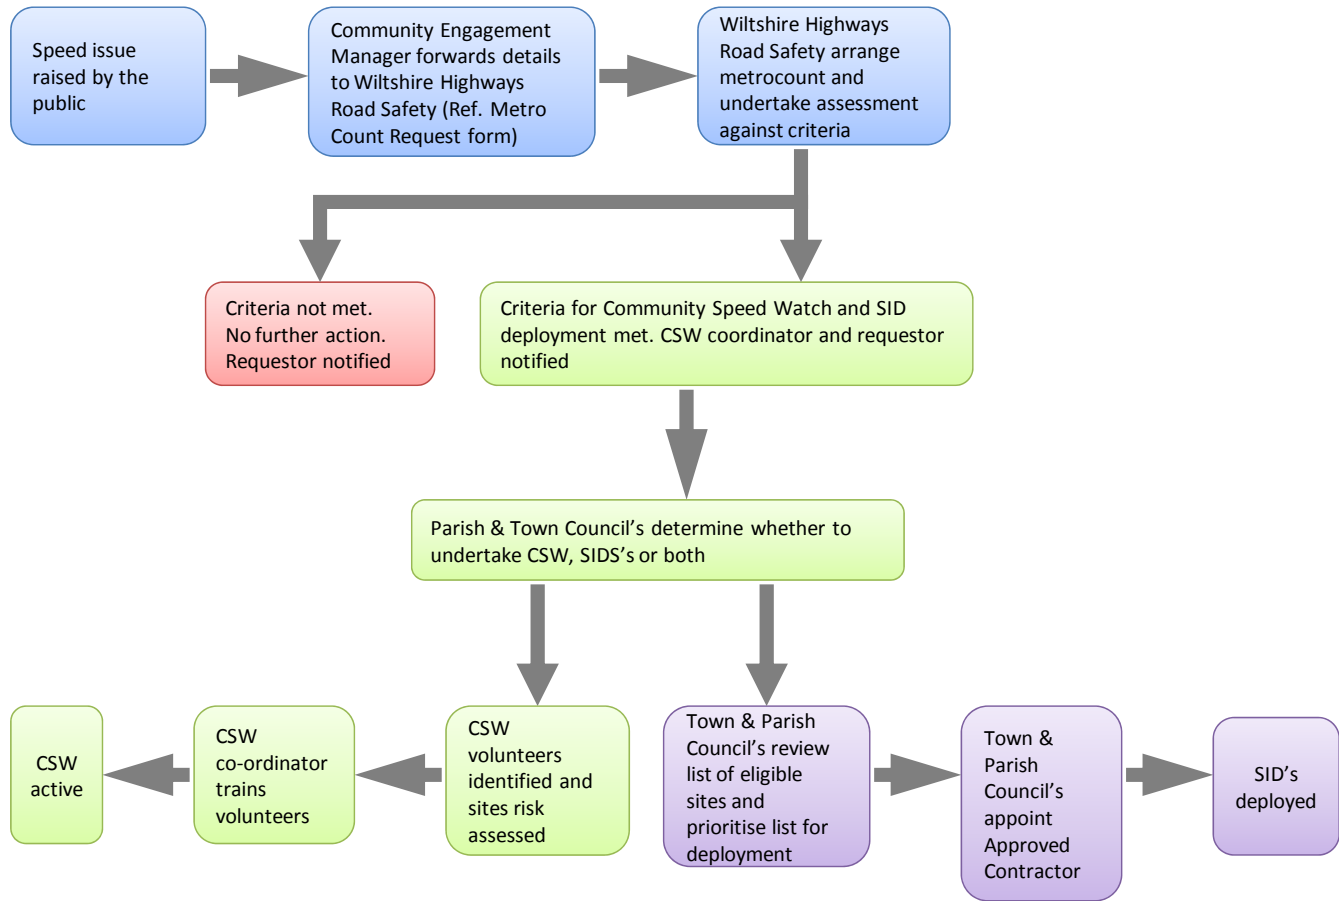 Speed issue
raised by the
public
Community Engagement
Manager forwards details
to Wiltshire Highways
Road Safety (Ref. Metro
Count Request form)
Wiltshire Highways
Road Safety arrange
metrocount and
undertake assessment
against criteria
Criteria not met.
No further action.
Requestor notified
Criteria for Community Speed Watch and SID
deployment met. CSW coordinator and requestor
notified
Parish & Town Council’s determine whether to
undertake CSW, SIDS’s or both
CSW
active
CSW
co-ordinator
trains
volunteers
CSW
volunteers
identified and
sites risk
assessed
Town & Parish
Council’s review
list of eligible
sites and
prioritise list for
deployment
Town &
Parish
Council’s
appoint
Approved
Contractor
SID’s
deployed